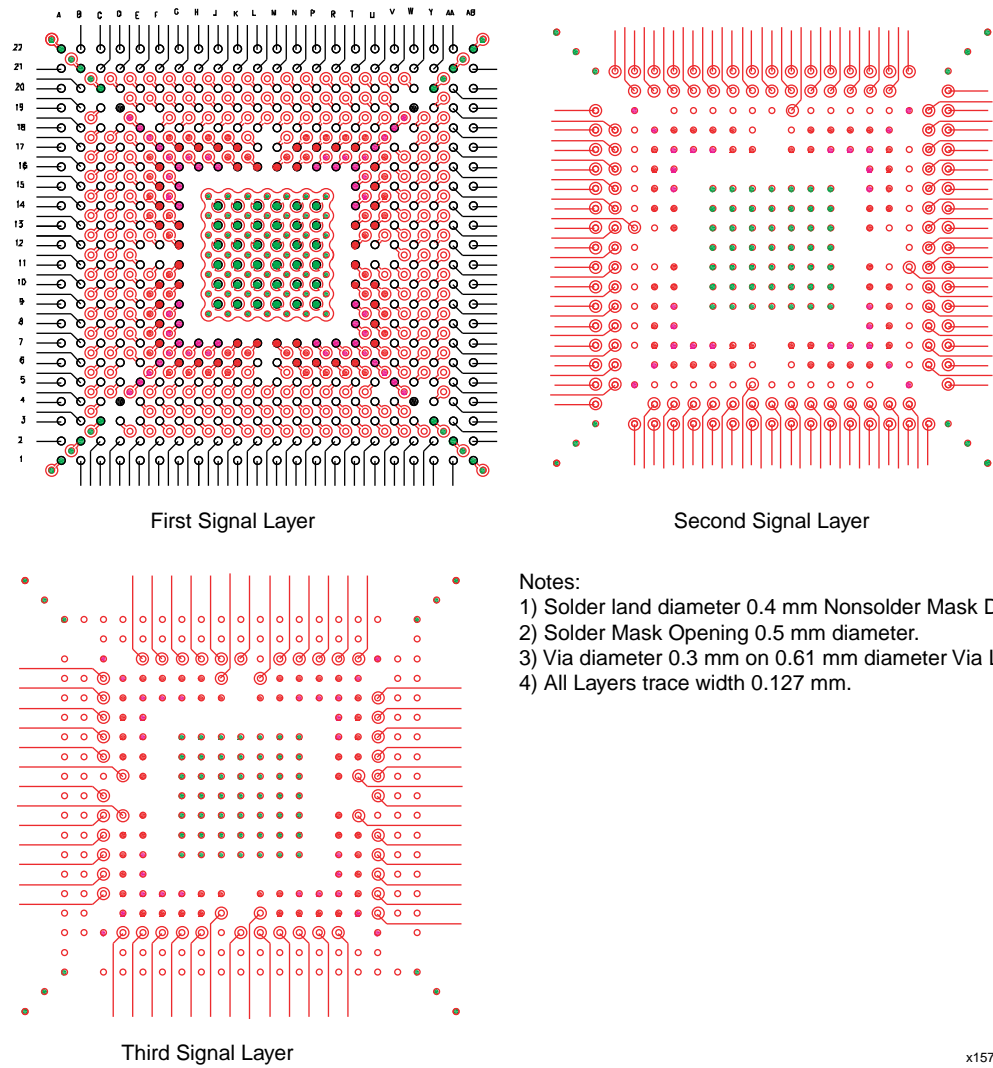 A B C D E F G H J K L M N P R T U V W Y AA AB
22
21
20
19
18
17
16
15
14
13
12
11
10
9
8
7
6
5
4
3
2
1
First Signal Layer
Second Signal Layer
Third Signal Layer
Notes:
1) Solder land diameter 0.4 mm Nonsolder Mask D
2) Solder Mask Opening 0.5 mm diameter.
3) Via diameter 0.3 mm on 0.61 mm diameter Via L
4) All Layers trace width 0.127 mm.
x157